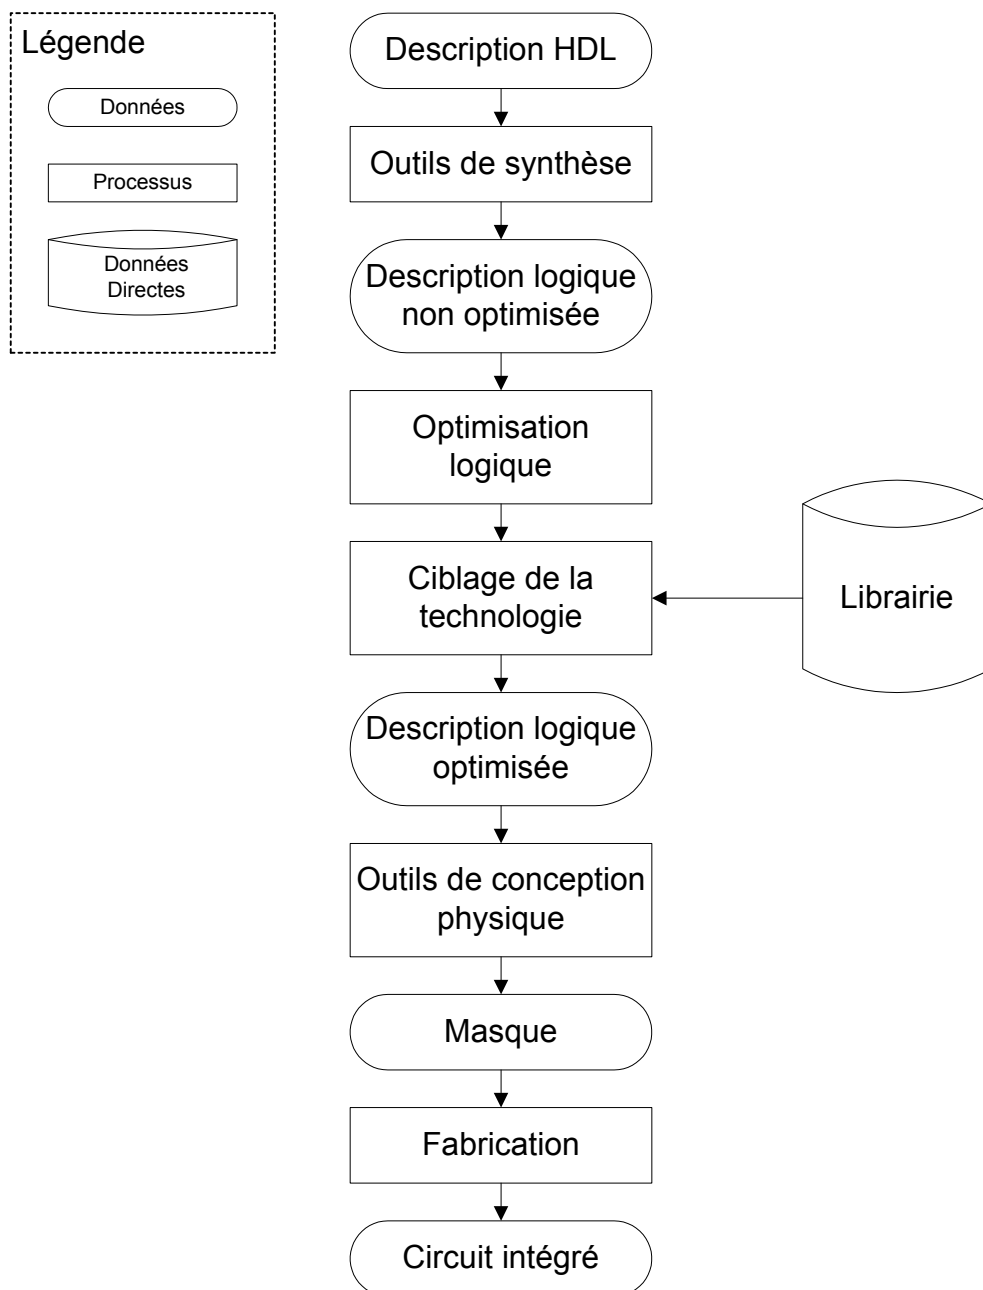 Légende
Données
Processus
Données
Directes
Description HDL
Outils de synthèse
Description logique
non optimisée
Optimisation
logique
Ciblage de la
technologie
Librairie
Description logique
optimisée
Outils de conception
physique
Masque
Fabrication
Circuit intégré